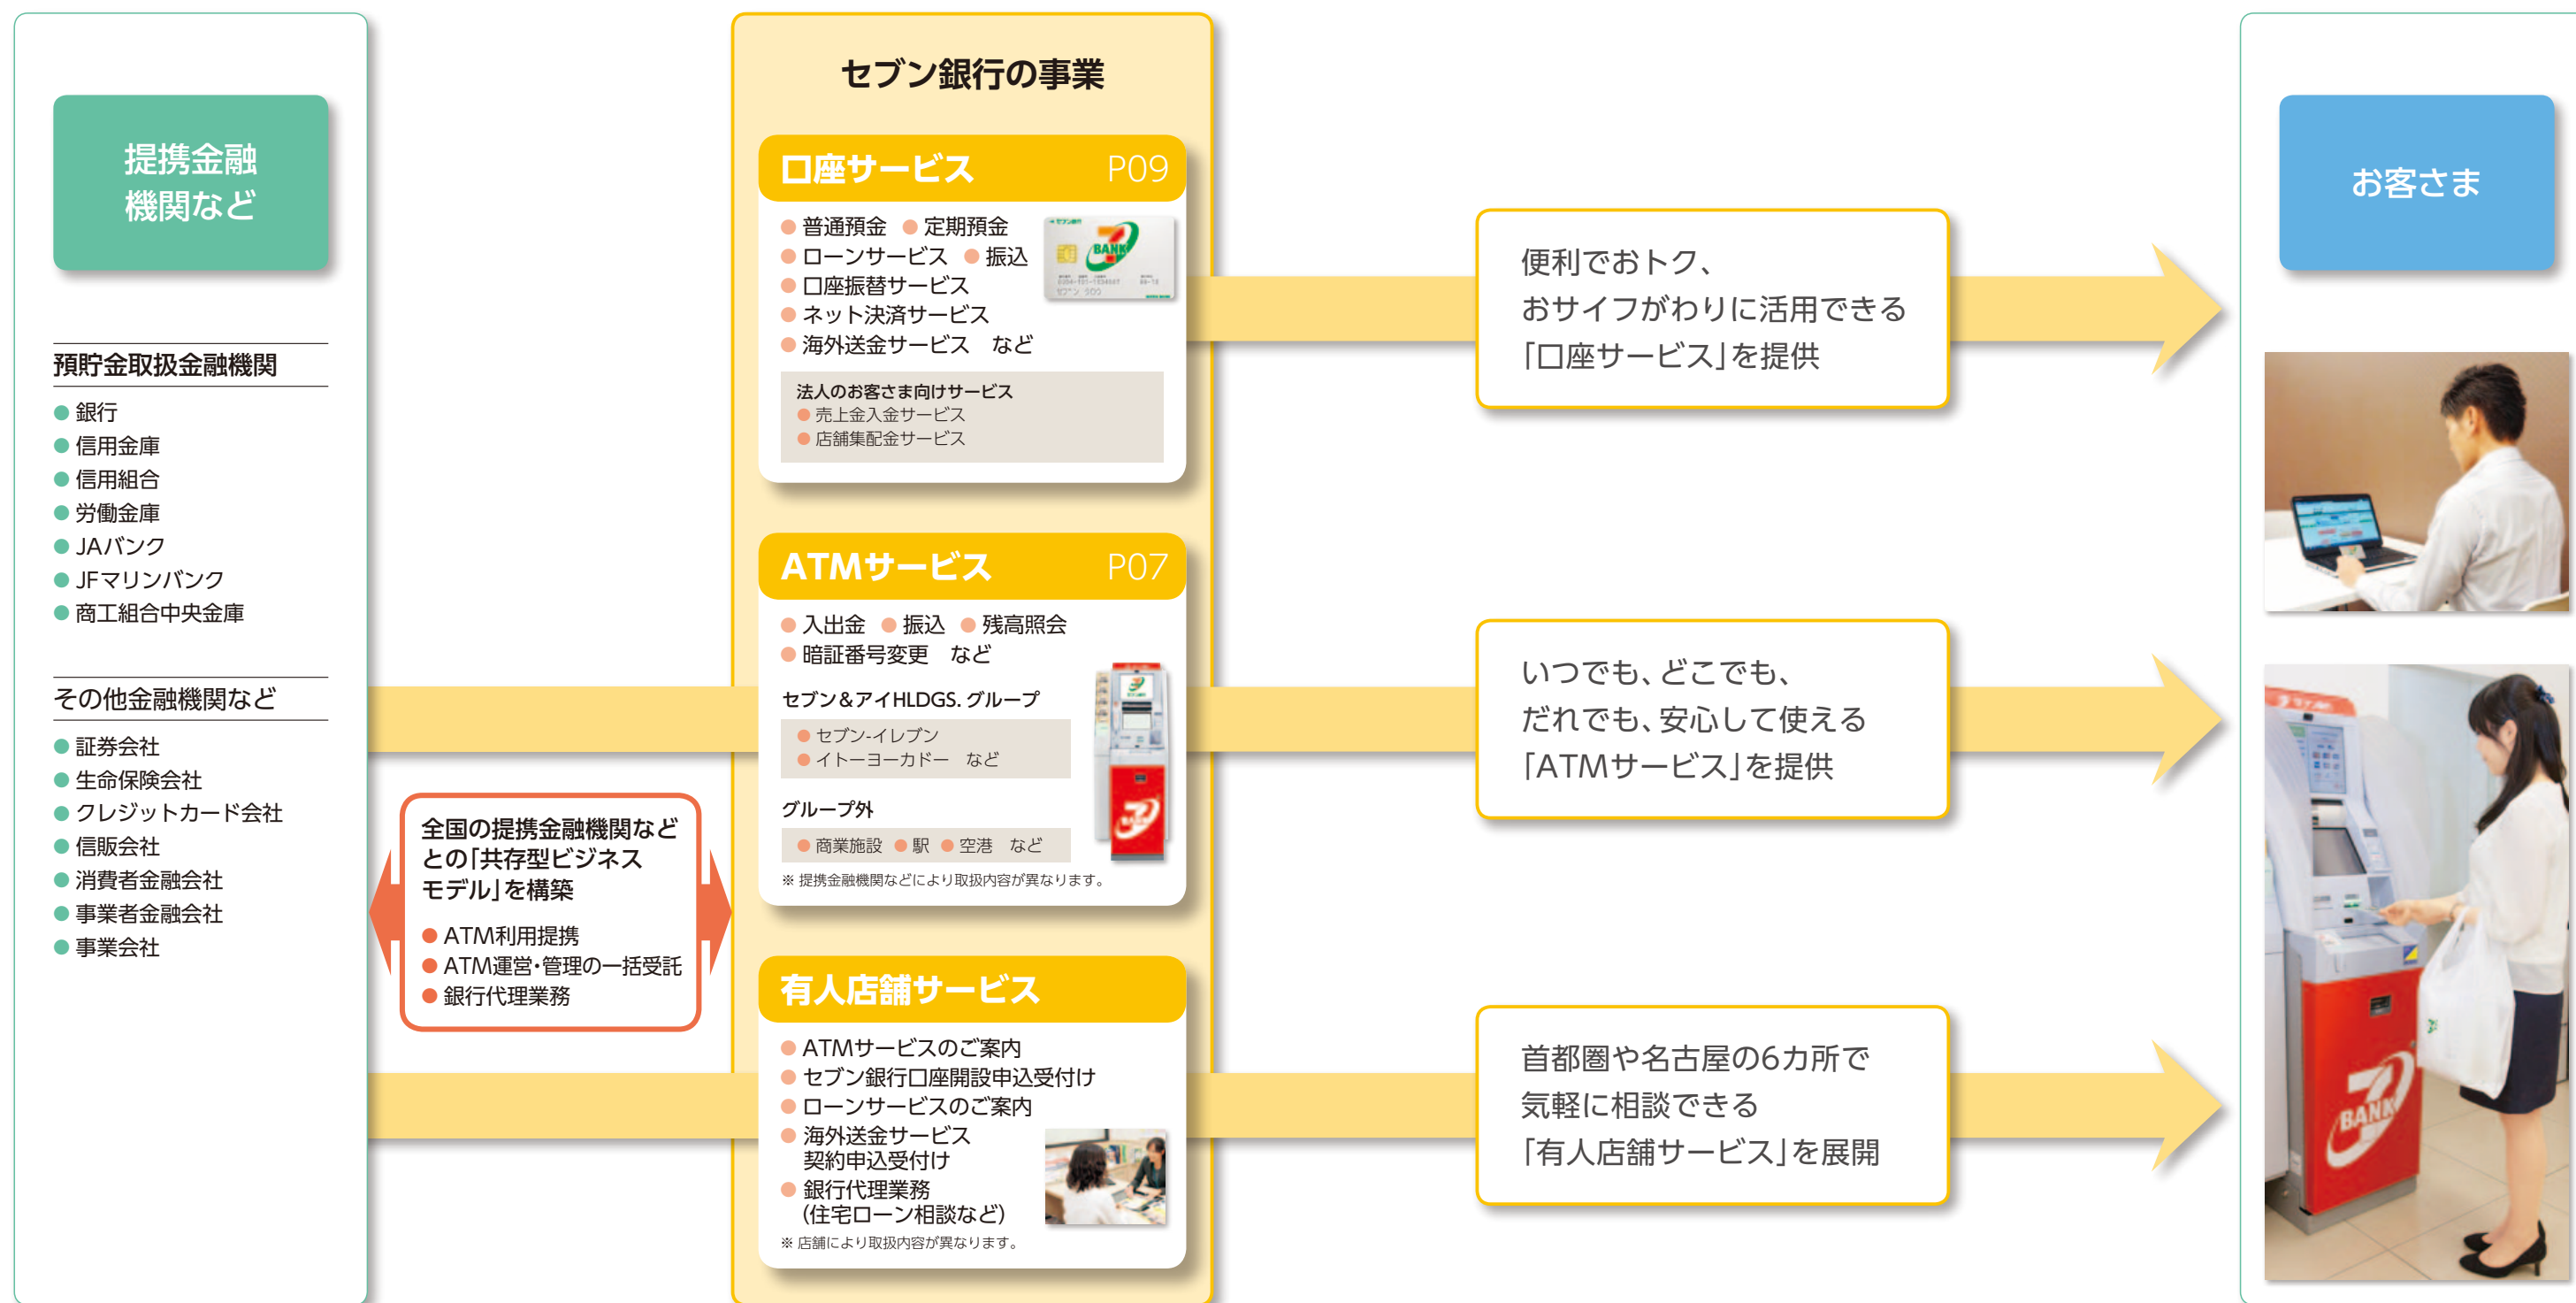 提携金融
機関など
預貯金取扱金融機関
● 銀行
● 信用金庫
● 信用組合
● 労働金庫
● JAバンク
● JFマリンバンク
● 商工組合中央金庫
その他金融機関など
● 証券会社
● 生命保険会社
● クレジットカード会社
● 信販会社
● 消費者金融会社
● 事業者金融会社
● 事業会社
全国の提携金融機関など
との「共存型ビジネス
モデル」を構築
● ATM利用提携
● ATM運営・管理の一括受託
● 銀行代理業務
セブン銀行の事業
口座サービス P09
● 普通預金 ● 定期預金
● ローンサービス ● 振込
● 口座振替サービス
● ネット決済サービス
● 海外送金サービス など
セブン銀行
7
BANK
法人のお客さま向けサービス
● 売上金入金サービス
● 店舗集配金サービス
ATMサービス P07
● 入出金 ● 振込 ● 残高照会
● 暗証番号変更 など
セブン&アイHLDGS. グループ
● セブン-イレブン
● イトーヨーカドー など
グループ外
● 商業施設 ● 駅 ● 空港 など
※ 提携金融機関などにより取扱内容が異なります。
有人店舗サービス
● ATMサービスのご案内
● セブン銀行口座開設申込受付け
● ローンサービスのご案内
● 海外送金サービス
契約申込受付け
● 銀行代理業務
(住宅ローン相談など)
※ 店舗により取扱内容が異なります。
便利でおトク、
おサイフがわりに活用できる
「口座サービス」を提供
いつでも、どこでも、
だれでも、安心して使える
「ATMサービス」を提供
首都圏や名古屋の6カ所で
気軽に相談できる
「有人店舗サービス」を展開
お客さま
7
BANK